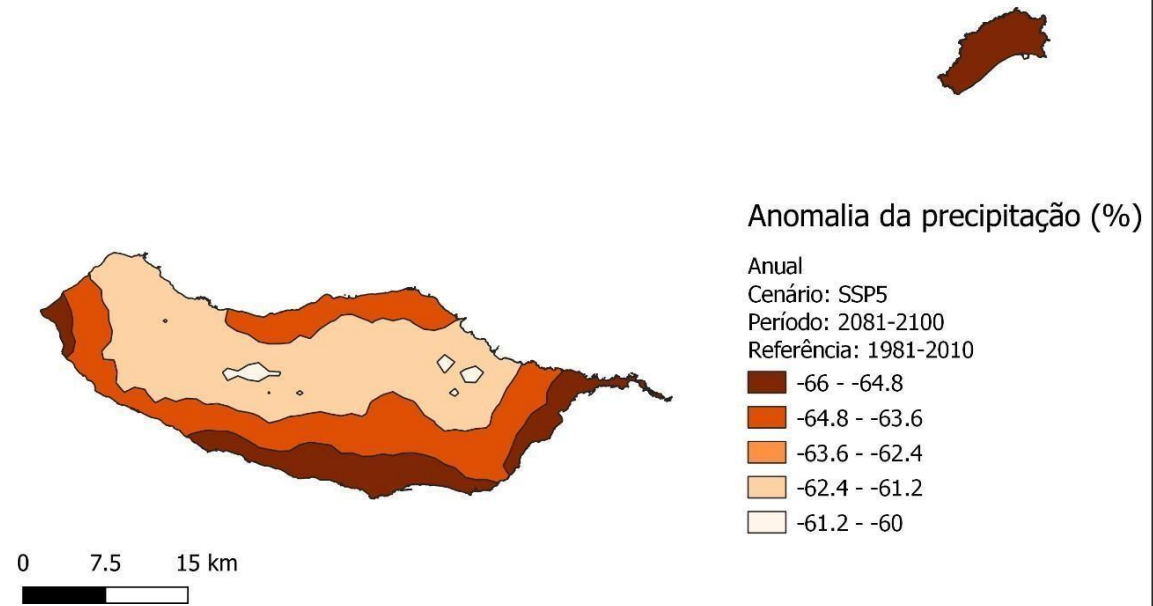 Anomalia da precipitação (%)
Anual
Cenário: SSP5
Período: 2081-2100
Referência: 1981-2010
-66 - -64.8
-64.8 - -63.6
-63.6 - -62.4
-62.4 - -61.2
-61.2 - -60
0 7.5 15 km